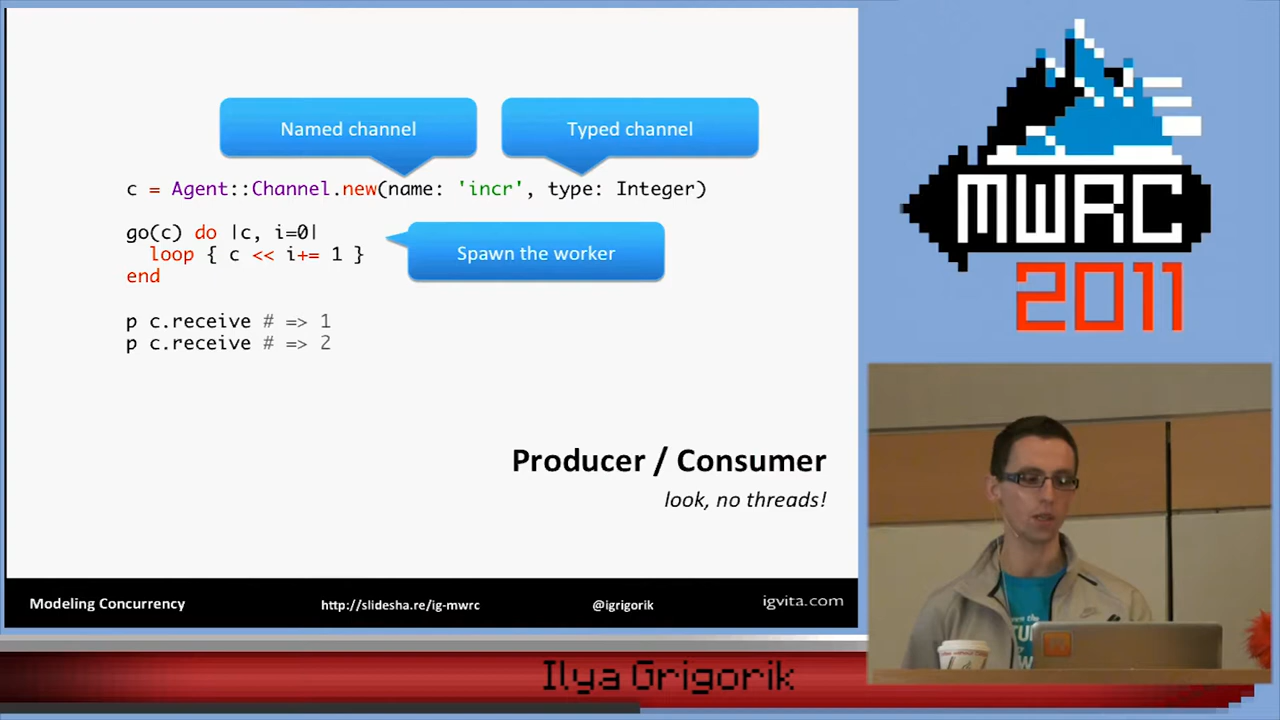 Named channel
Typed channel
c = Agent::Channel.new(name: 'incr', type: Integer)
go(c) do |c, i=0|
loop { c << i+= 1 }
end
Spawn the worker
p c.receive # => 1
p c.receive # => 2
Producer / Consumer
look, no threads!
Modeling Concurrency
http://slidesha.re/ig-mwrc
@igrigorik
igvita.com
MWRC
2011
Ilya Grigorik